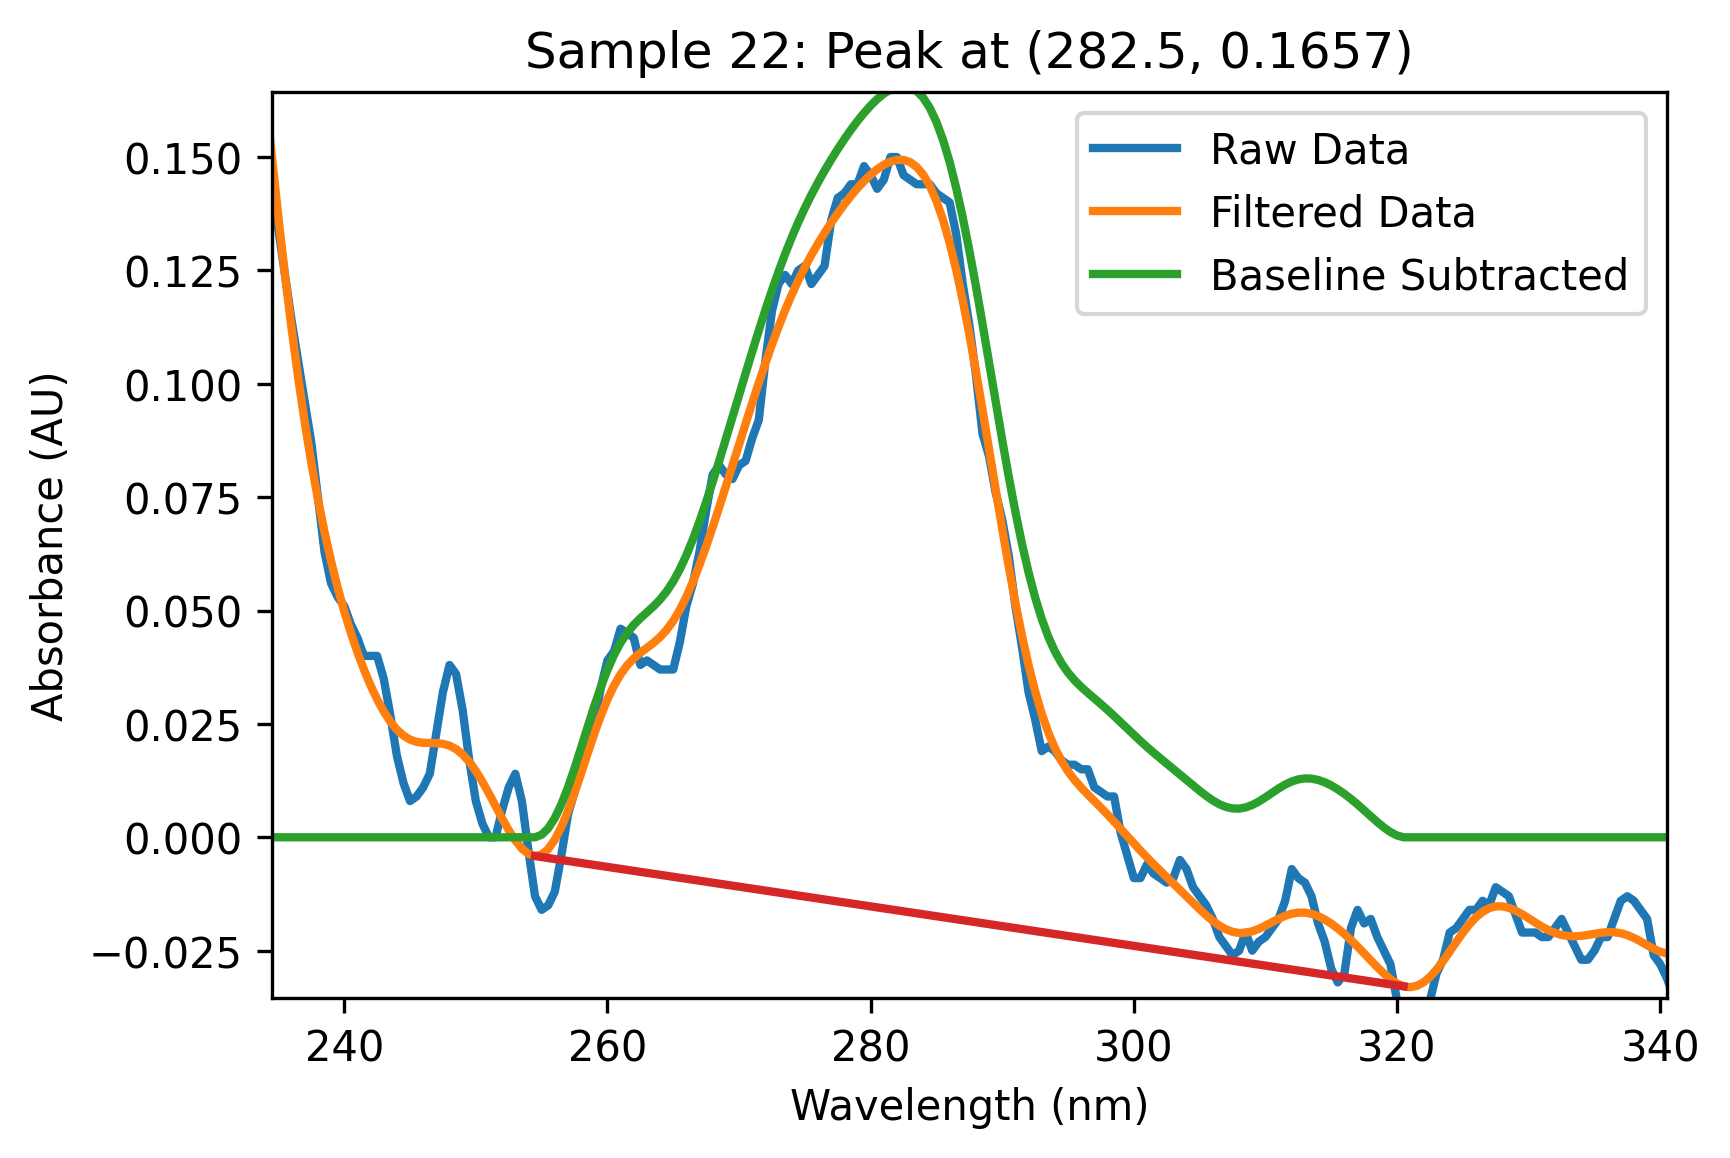 Sample 22: Peak at (282.5, 0.1657)
Raw Data
Filtered Data
Baseline Subtracted
0.150
0.125
0.100
0.075
0.050
0.025
0.000
−0.025
Absorbance (AU)
240 260 280 300 320 340
Wavelength (nm)